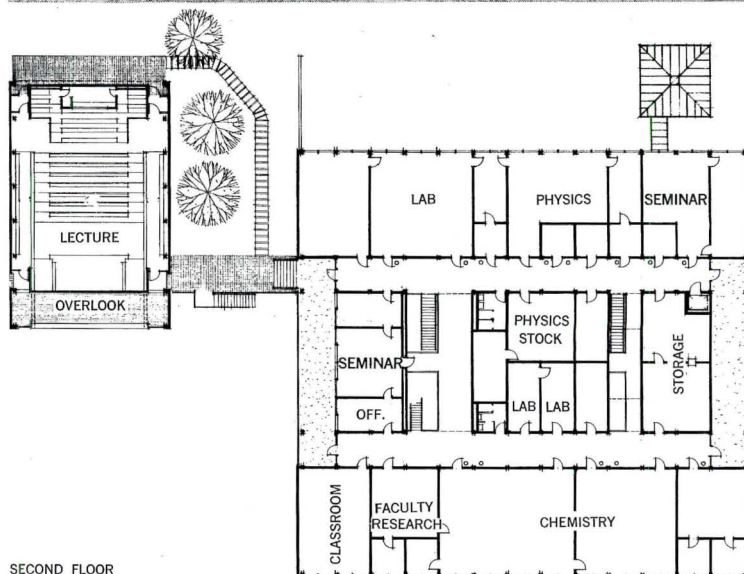 LECTURE
OVERLOOK
LAB
PHYSICS
SEMINAR
PHYSICS
STOCK
SEMINAR
STORAGE
LAB
LAB
OFF.
CLASSROOM
FACULTY
RESEARCH
CHEMISTRY
SECOND FLOOR